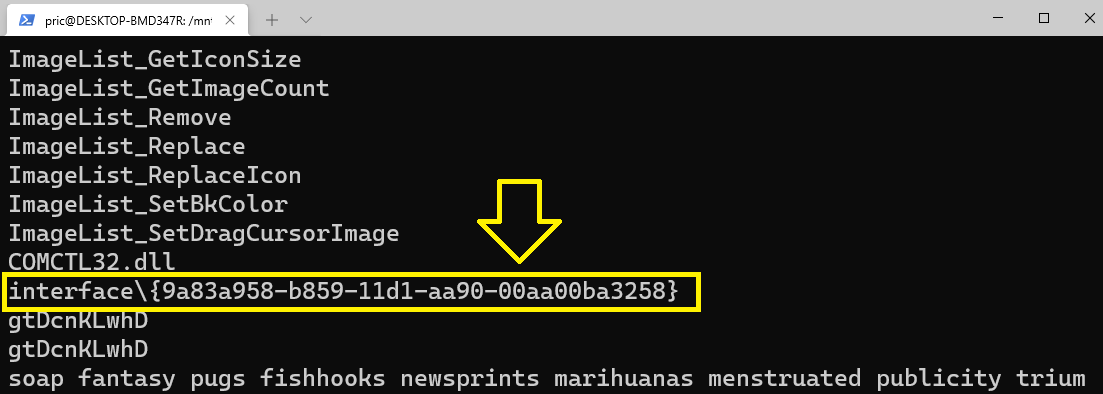 pric@DESKTOP-BMD347R: /mn
ImageList_GetIconSize
ImageList_GetImageCount
ImageList_Remove
ImageList_Replace
ImageList_ReplaceIcon
ImageList_SetBkColor
ImageList_SetDragCursorImage
COMCTL32.dll
interface\{9a83a958-b859-11d1-aa90-00aa00ba3258}
gtDcnKLwhD
gtDcnKLwhD
soap fantasy pugs fishhooks newsprints marihuanas menstruated publicity trium